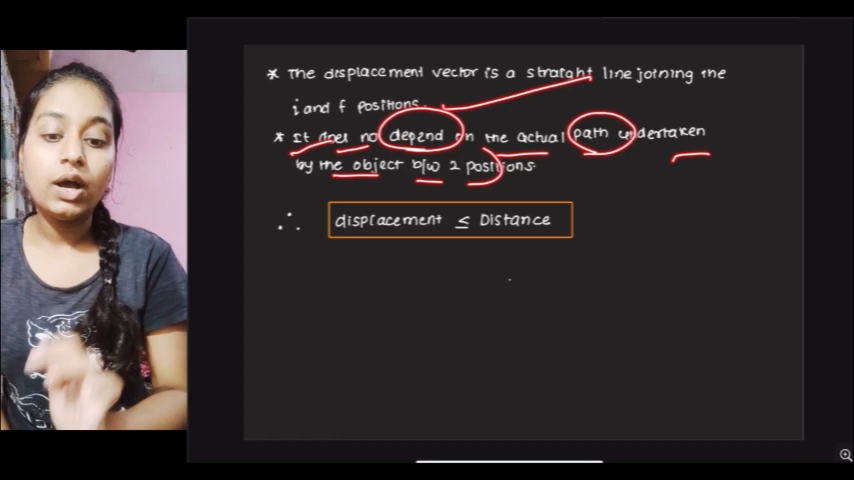 * The displacement vector is a straight line joining the
i and f positions.
* It does no depend on the actual path undertaken
by the object b/w 2 positions.
∴ displacement ≤ Distance